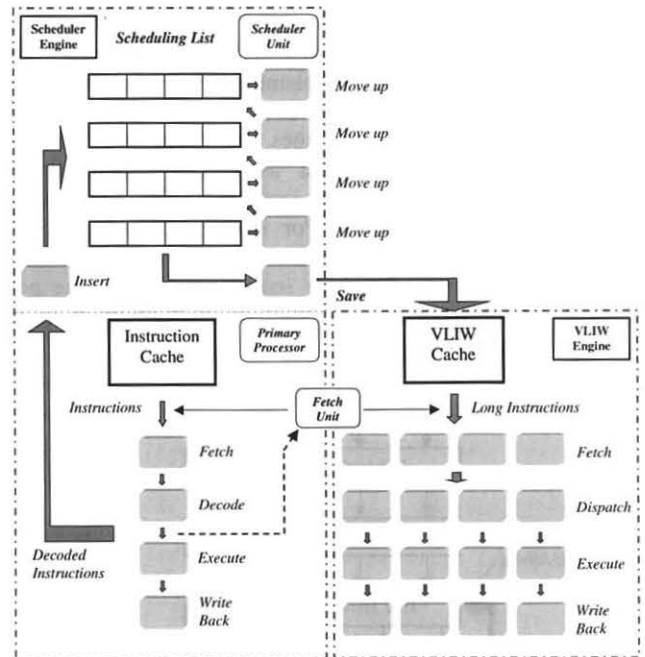 Scheduler
Engine
Scheduling List
Scheduler
Unit
Move up
Move up
Move up
Move up
Insert
Save
Instruction
Cache
Primary
Processor
VLIW
Cache
VLIW
Engine
Instructions
Fetch
Unit
Long Instructions
Fetch
Fetch
Decode
Dispatch
Decoded
Instructions
Execute
Execute
Write
Back
Write
Back